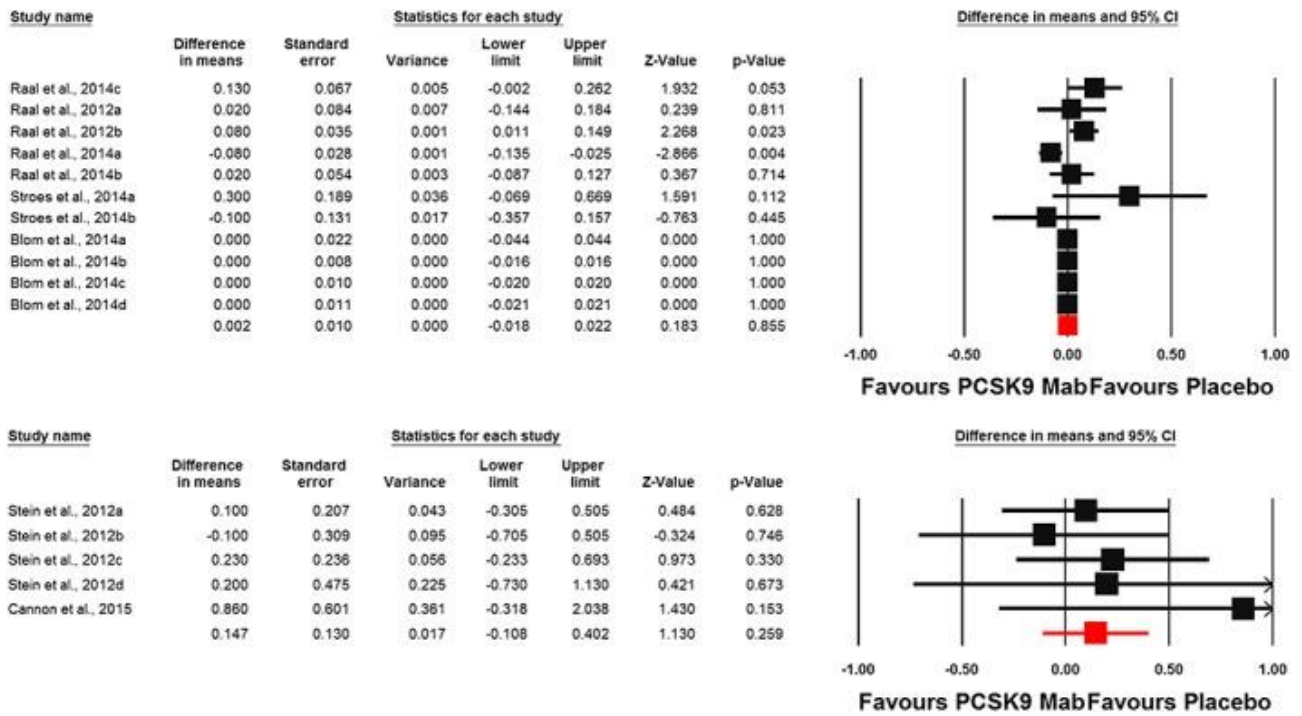 Study name Statistics for each study Difference in means and 95% CI
Difference in means Standard error Variance Lower limit Upper limit Z-Value p-Value
Raal et al., 2014c 0.130 0.067 0.005 -0.002 0.262 1.932 0.053
Raal et al., 2012a 0.020 0.084 0.007 -0.144 0.184 0.239 0.811
Raal et al., 2012b 0.080 0.035 0.001 0.011 0.149 2.268 0.023
Raal et al., 2014a -0.080 0.028 0.001 -0.135 -0.025 -2.866 0.004
Raal et al., 2014b 0.020 0.054 0.003 -0.087 0.127 0.367 0.714
Stroes et al., 2014a 0.300 0.189 0.036 -0.069 0.669 1.591 0.112
Stroes et al., 2014b -0.100 0.131 0.017 -0.357 0.157 -0.763 0.445
Blom et al., 2014a 0.000 0.022 0.000 -0.044 0.044 0.000 1.000
Blom et al., 2014b 0.000 0.008 0.000 -0.016 0.016 0.000 1.000
Blom et al., 2014c 0.000 0.010 0.000 -0.020 0.020 0.000 1.000
Blom et al., 2014d 0.000 0.011 0.000 -0.021 0.021 0.000 1.000
0.002 0.010 0.000 -0.018 0.022 0.183 0.855
-1.00 -0.50 0.00 0.50 1.00
Favours PCSK9 MabFavours Placebo
Study name Statistics for each study Difference in means and 95% CI
Difference in means Standard error Variance Lower limit Upper limit Z-Value p-Value
Stein et al., 2012a 0.100 0.207 0.043 -0.305 0.505 0.484 0.628
Stein et al., 2012b -0.100 0.309 0.095 -0.705 0.505 -0.324 0.746
Stein et al., 2012c 0.230 0.236 0.056 -0.233 0.693 0.973 0.330
Stein et al., 2012d 0.200 0.475 0.225 -0.730 1.130 0.421 0.673
Cannon et al., 2015 0.860 0.601 0.361 -0.318 2.038 1.430 0.153
0.147 0.130 0.017 -0.108 0.402 1.130 0.259
-1.00 -0.50 0.00 0.50 1.00
Favours PCSK9 MabFavours Placebo